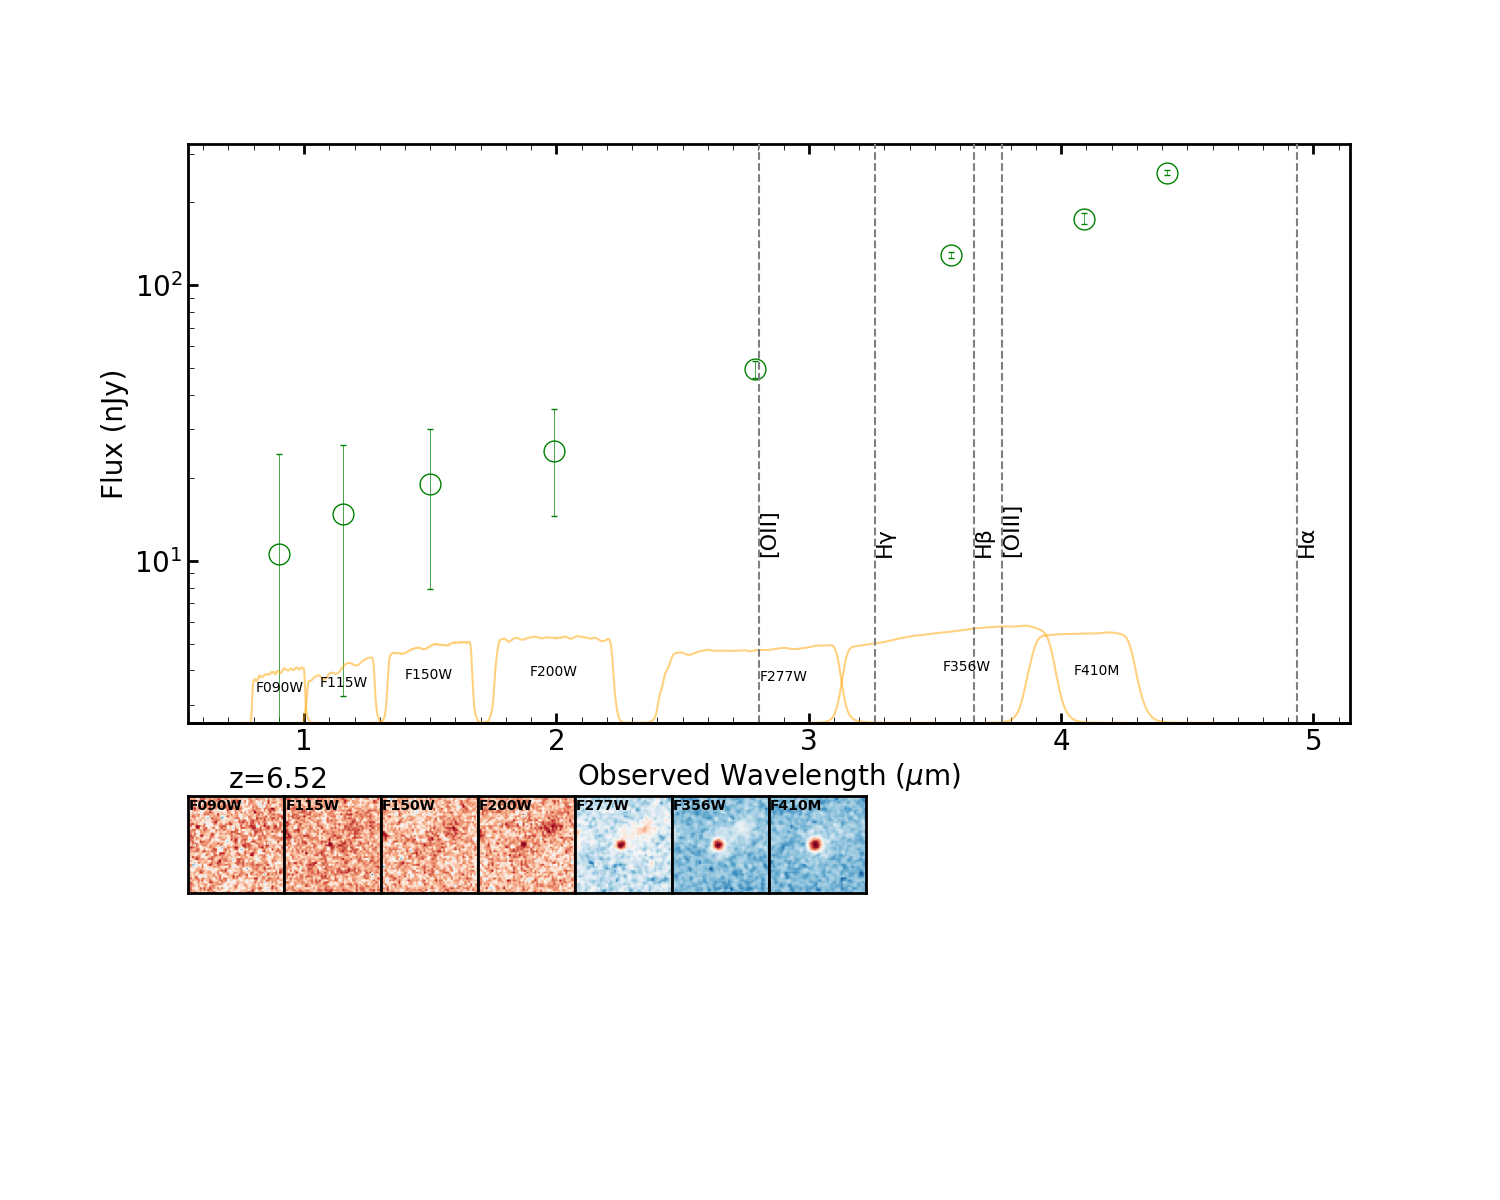 10²
10¹
Flux (nJy)
[OII]
Hγ
Hβ
[OIII]
Hα
F090W
F115W
F150W
F200W
F277W
F356W
F410M
1 2 3 4 5
Observed Wavelength (μm)
z=6.52
F090W F115W F150W F200W F277W F356W F410M